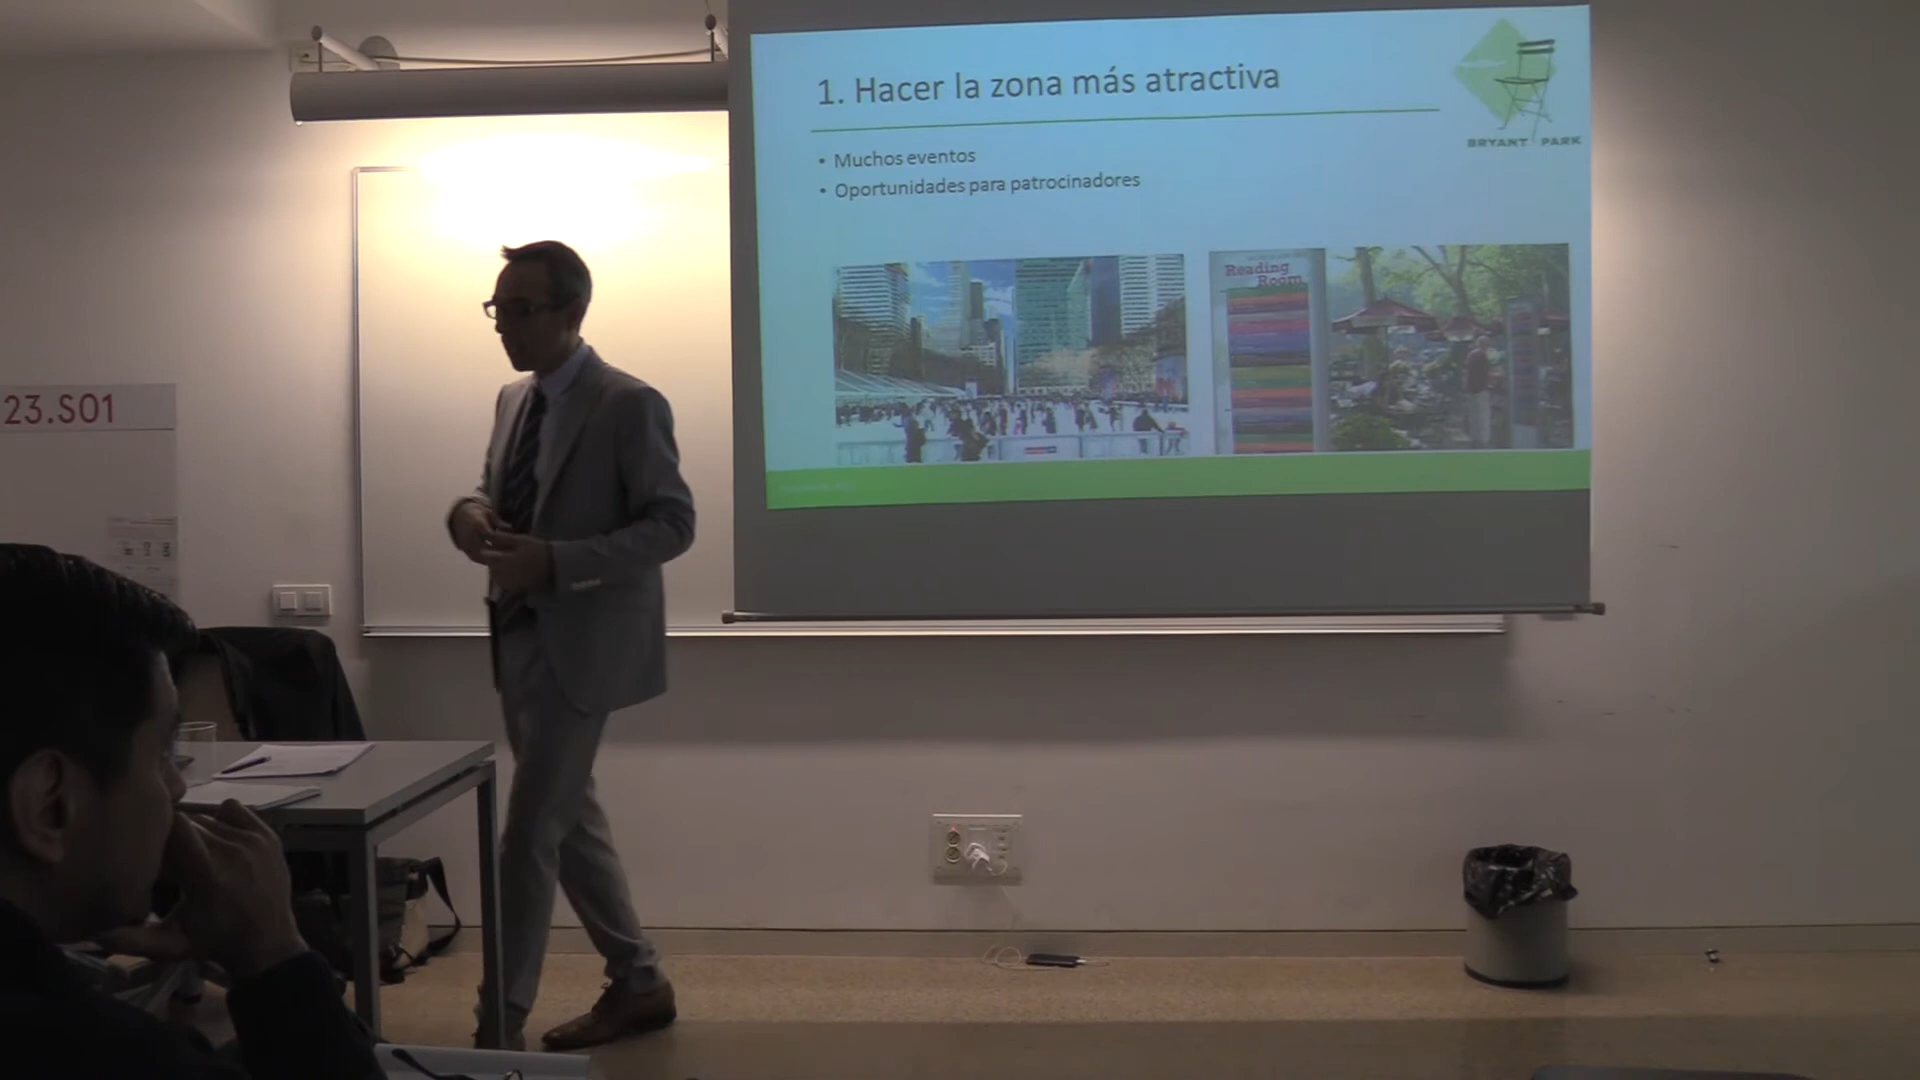 1. Hacer la zona más atractiva
• Muchos eventos
• Oportunidades para patrocinadores
BRYANT PARK
Reading
Room
23.S01